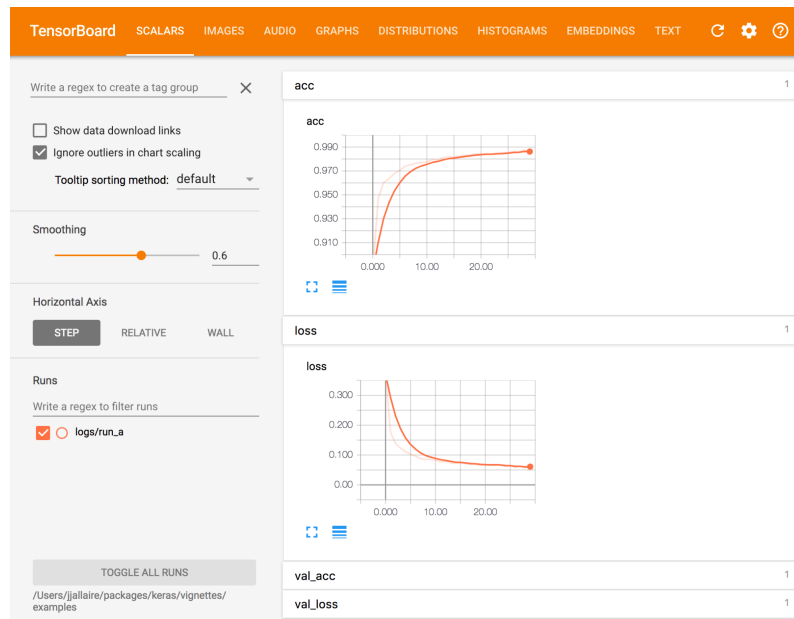 TensorBoard SCALARS IMAGES AUDIO GRAPHS DISTRIBUTIONS HISTOGRAMS EMBEDDINGS TEXT
Write a regex to create a tag group
Show data download links
Ignore outliers in chart scaling
Tooltip sorting method: default
Smoothing
0.6
Horizontal Axis
STEP RELATIVE WALL
Runs
Write a regex to filter runs
logs/run_a
TOGGLE ALL RUNS
/Users/jjallaire/packages/keras/vignettes/
examples
acc 1
acc
0.990
0.970
0.950
0.930
0.910
0.000 10.00 20.00
loss 1
loss
0.300
0.200
0.100
0.00
0.000 10.00 20.00
val_acc 1
val_loss 1